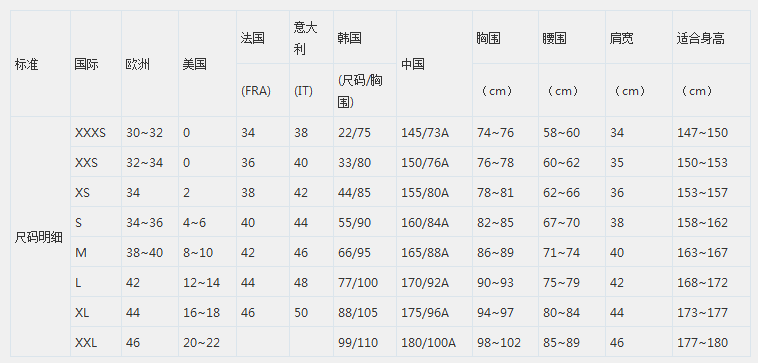 标准 国际 欧洲 美国 法国 意大利 韩国 中国 胸围 腰围 肩宽 适合身高
(FRA) (IT) (尺码/胸围) （cm） （cm） （cm） （cm）
尺码明细
XXXS 30~32 0 34 38 22/75 145/73A 74~76 58~60 34 147~150
XXS 32~34 0 36 40 33/80 150/76A 76~78 60~62 35 150~153
XS 34 2 38 42 44/85 155/80A 78~81 62~66 36 153~157
S 34~36 4~6 40 44 55/90 160/84A 82~85 67~70 38 158~162
M 38~40 8~10 42 46 66/95 165/88A 86~89 71~74 40 163~167
L 42 12~14 44 48 77/100 170/92A 90~93 75~79 42 168~172
XL 44 16~18 46 50 88/105 175/96A 94~97 80~84 44 173~177
XXL 46 20~22 99/110 180/100A 98~102 85~89 46 177~180